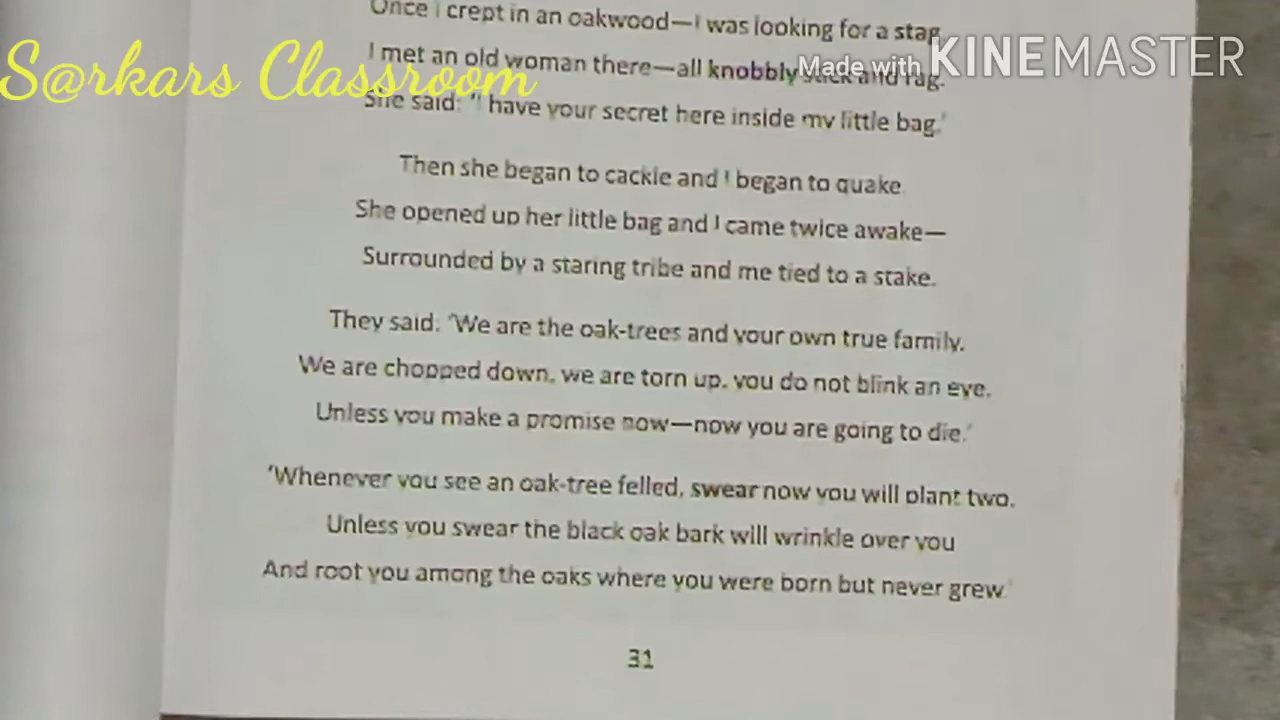 Once I crept in an oakwood—I was looking for a stag.
S@rkars Classroom
Made with KINEMASTER
I met an old woman there—all knobbly stick and rag.
She said: 'I have your secret here inside my little bag.'
Then she began to cackle and I began to quake.
She opened up her little bag and I came twice awake—
Surrounded by a staring tribe and me tied to a stake.
They said: 'We are the oak-trees and your own true family.
We are chopped down, we are torn up, you do not blink an eye.
Unless you make a promise now—now you are going to die.'
'Whenever you see an oak-tree felled, swear now you will plant two.
Unless you swear the black oak bark will wrinkle over you
And root you among the oaks where you were born but never grew.'
31